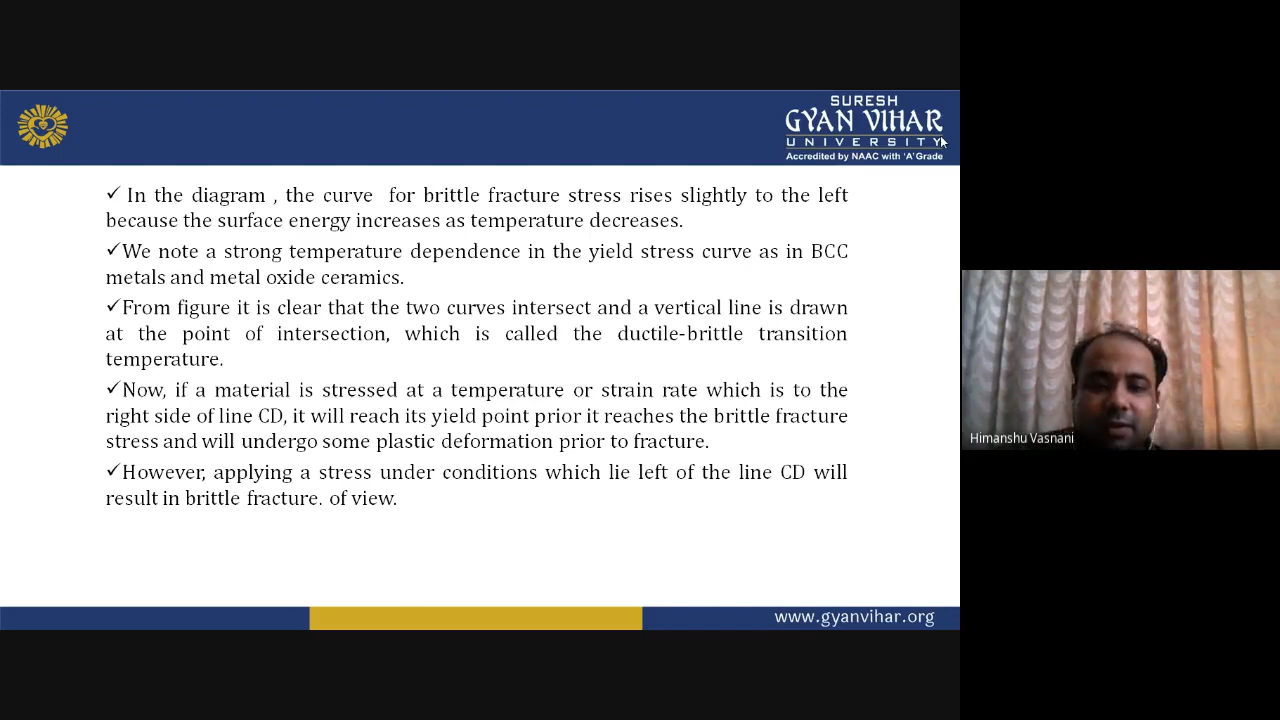 SURESH
GYAN VIHAR
UNIVERSITY
Accredited by NAAC with 'A' Grade
✓ In the diagram , the curve for brittle fracture stress rises slightly to the left
because the surface energy increases as temperature decreases.
✓We note a strong temperature dependence in the yield stress curve as in BCC
metals and metal oxide ceramics.
✓From figure it is clear that the two curves intersect and a vertical line is drawn
at the point of intersection, which is called the ductile-brittle transition
temperature.
✓Now, if a material is stressed at a temperature or strain rate which is to the
right side of line CD, it will reach its yield point prior it reaches the brittle fracture
stress and will undergo some plastic deformation prior to fracture.
✓However, applying a stress under conditions which lie left of the line CD will
result in brittle fracture. of view.
www.gyanvihar.org
Himanshu Vasnani